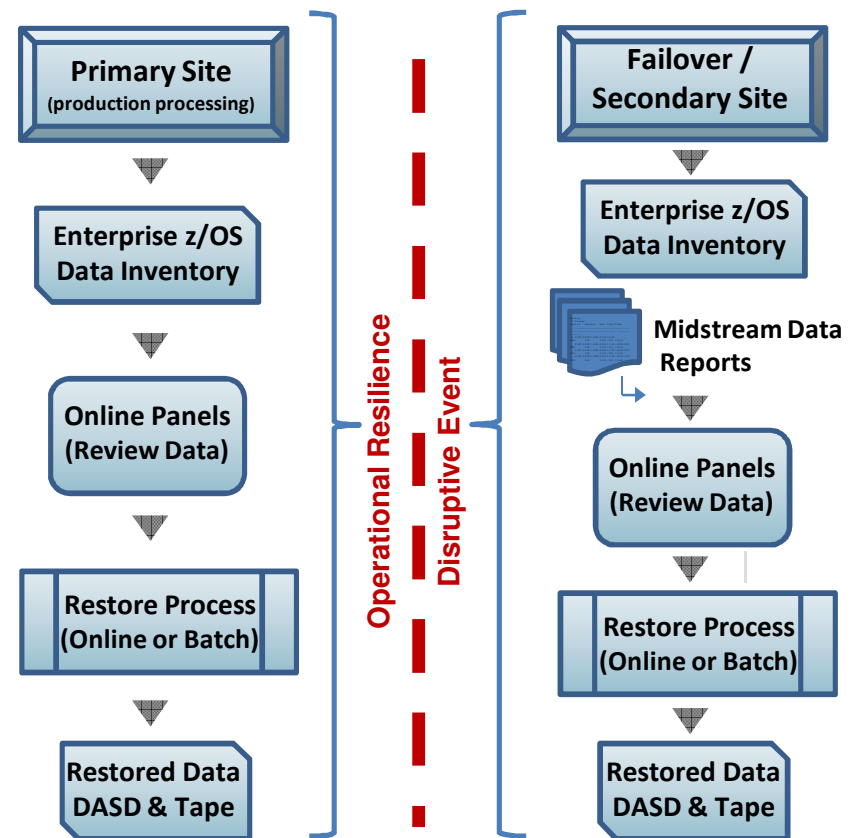 Primary Site
(production processing)
Enterprise z/OS
Data Inventory
Online Panels
(Review Data)
Restore Process
(Online or Batch)
Restored Data
DASD & Tape
Operational Resilience
Disruptive Event
Failover /
Secondary Site
Enterprise z/OS
Data Inventory
Midstream Data
Reports
Online Panels
(Review Data)
Restore Process
(Online or Batch)
Restored Data
DASD & Tape